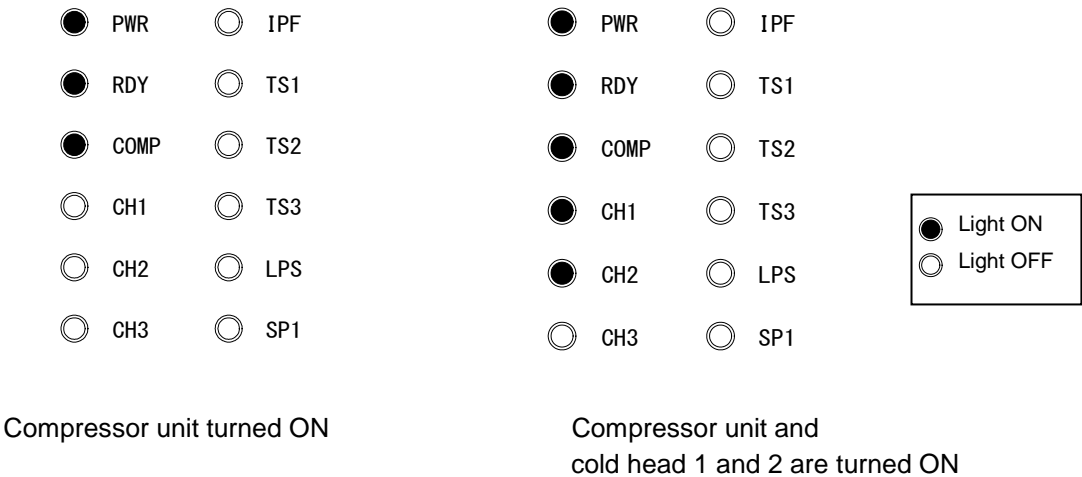 PWR IPF
RDY TS1
COMP TS2
CH1 TS3
CH2 LPS
CH3 SP1
Compressor unit turned ON
PWR IPF
RDY TS1
COMP TS2
CH1 TS3
CH2 LPS
CH3 SP1
Compressor unit and
cold head 1 and 2 are turned ON
Light ON
Light OFF